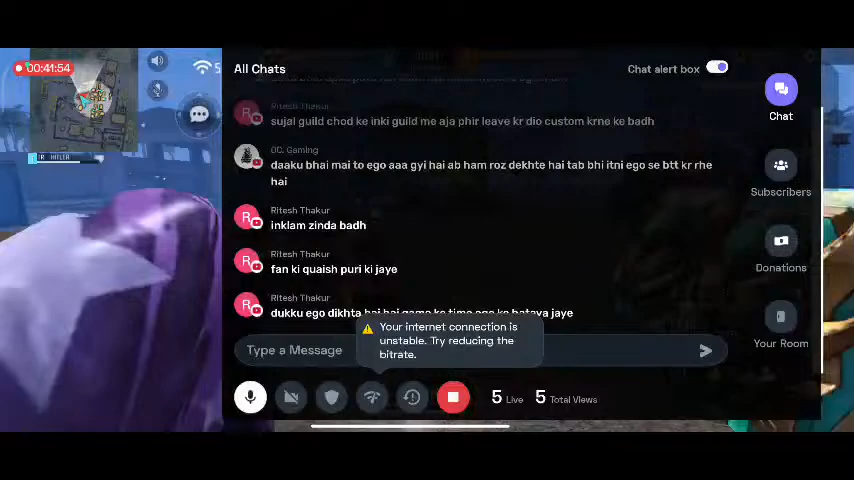 00:41:54
5
HITLER
All Chats
Chat alert box
Ritesh Thakur
sujal guild chod ke inki guild me aja phir leave kr dio custom krne ke badh
OC. Gaming
daaku bhai mai to ego aaa gyi hai ab ham roz dekhte hai tab bhi itni ego se btt kr rhe
hai
Ritesh Thakur
inklam zinda badh
Ritesh Thakur
fan ki quaish puri ki jaye
Ritesh Thakur
dukku ego dikhta hai hai game ke time ego ko bataya jaye
Your internet connection is
unstable. Try reducing the
bitrate.
Type a Message
5 Live 5 Total Views
Chat
Subscribers
Donations
Your Room